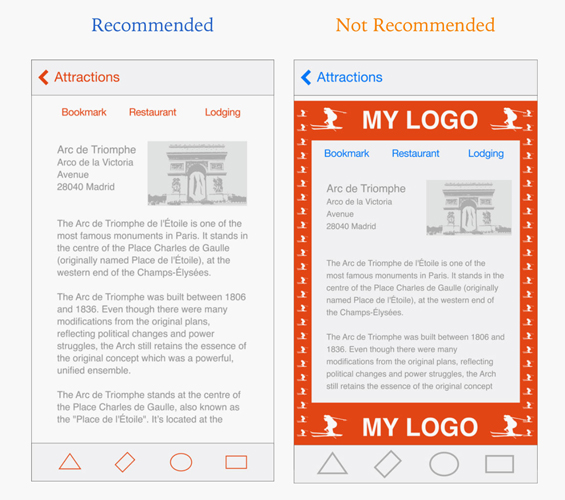 Recommended
Attractions
Bookmark Restaurant Lodging
Arc de Triomphe
Arco de la Victoria
Avenue
28040 Madrid
The Arc de Triomphe de l'Étoile is one of the
most famous monuments in Paris. It stands in
the centre of the Place Charles de Gaulle
(originally named Place de l'Étoile), at the
western end of the Champs-Élysées.
The Arc de Triomphe was built between 1806
and 1836. Even though there were many
modifications from the original plans,
reflecting political changes and power
struggles, the Arch still retains the essence of
the original concept which was a powerful,
unified ensemble.
The Arc de Triomphe stands at the centre of
the Place Charles de Gaulle, also known as
the "Place de l'Étoile". It's located at the
Not Recommended
Attractions
MY LOGO
Bookmark Restaurant Lodging
Arc de Triomphe
Arco de la Victoria
Avenue
28040 Madrid
The Arc de Triomphe de l'Étoile is one of the
most famous monuments in Paris. It stands in the
centre of the Place Charles de Gaulle (originally
named Place de l'Étoile), at the western end of
the Champs-Élysées.
The Arc de Triomphe was built between 1806 and
1836. Even though there were many
modifications from the original plans, reflecting
political changes and power struggles, the Arch
still retains the essence of the original concept
MY LOGO